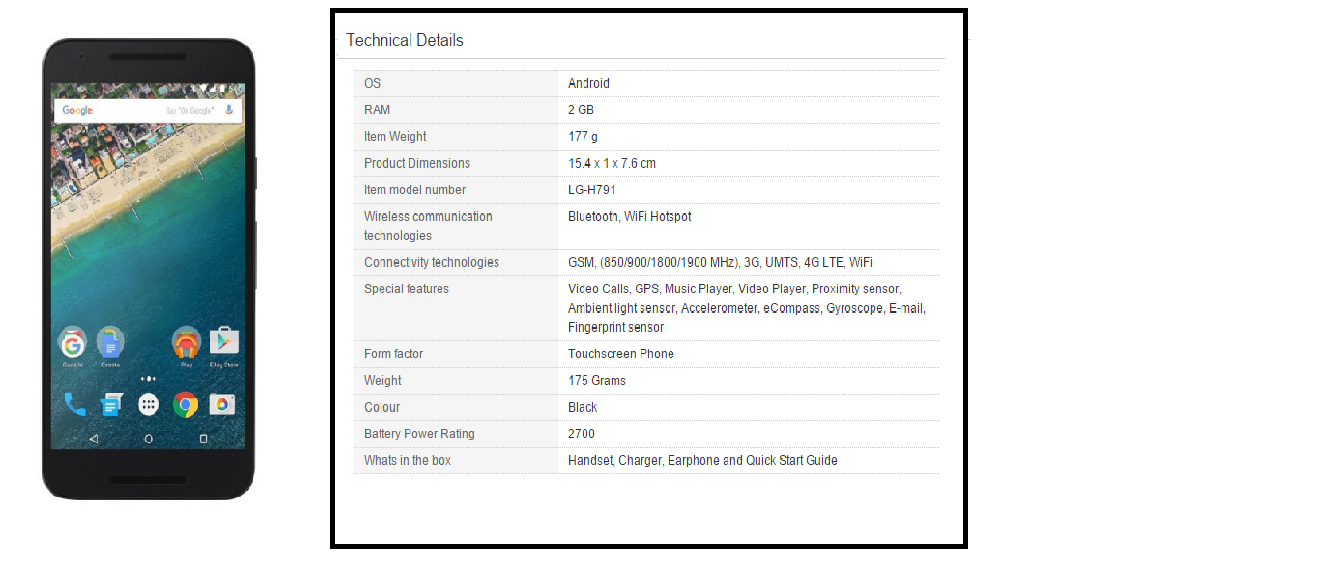 Google
Say "Ok Google"
Google
Create
Play
Play Store
Technical Details
OS Android
RAM 2 GB
Item Weight 177 g
Product Dimensions 15.4 x 1 x 7.6 cm
Item model number LG-H791
Wireless communication Bluetooth, WiFi Hotspot
technologies
Connectivity technologies GSM, (850/900/1800/1900 MHz), 3G, UMTS, 4G LTE, WiFi
Special features Video Calls, GPS, Music Player, Video Player, Proximity sensor,
Ambient light sensor, Accelerometer, eCompass, Gyroscope, E-mail,
Fingerprint sensor
Form factor Touchscreen Phone
Weight 175 Grams
Colour Black
Battery Power Rating 2700
Whats in the box Handset, Charger, Earphone and Quick Start Guide